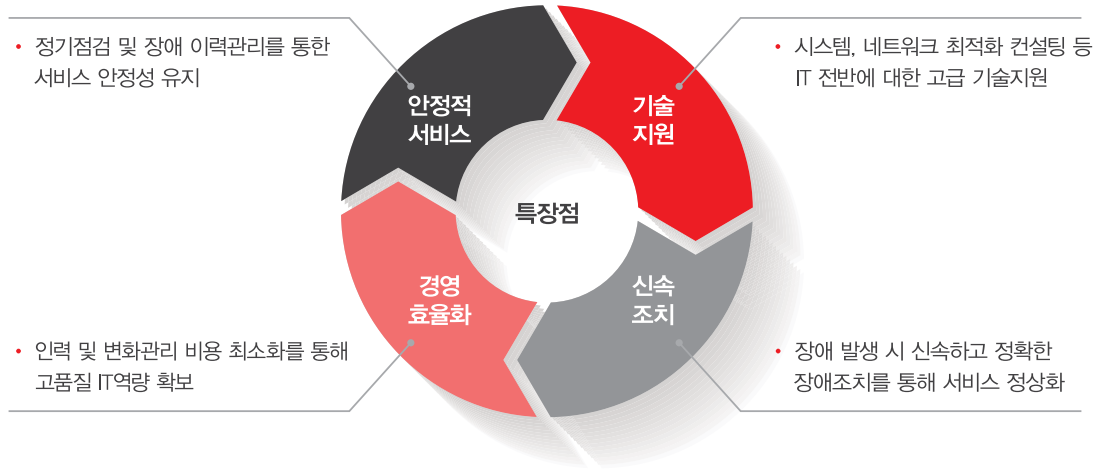 • 정기점검 및 장애 이력관리를 통한
서비스 안정성 유지
• 시스템, 네트워크 최적화 컨설팅 등
IT 전반에 대한 고급 기술지원
안정적
서비스
기술
지원
특장점
경영
효율화
신속
조치
• 인력 및 변화관리 비용 최소화를 통해
고품질 IT역량 확보
• 장애 발생 시 신속하고 정확한
장애조치를 통해 서비스 정상화